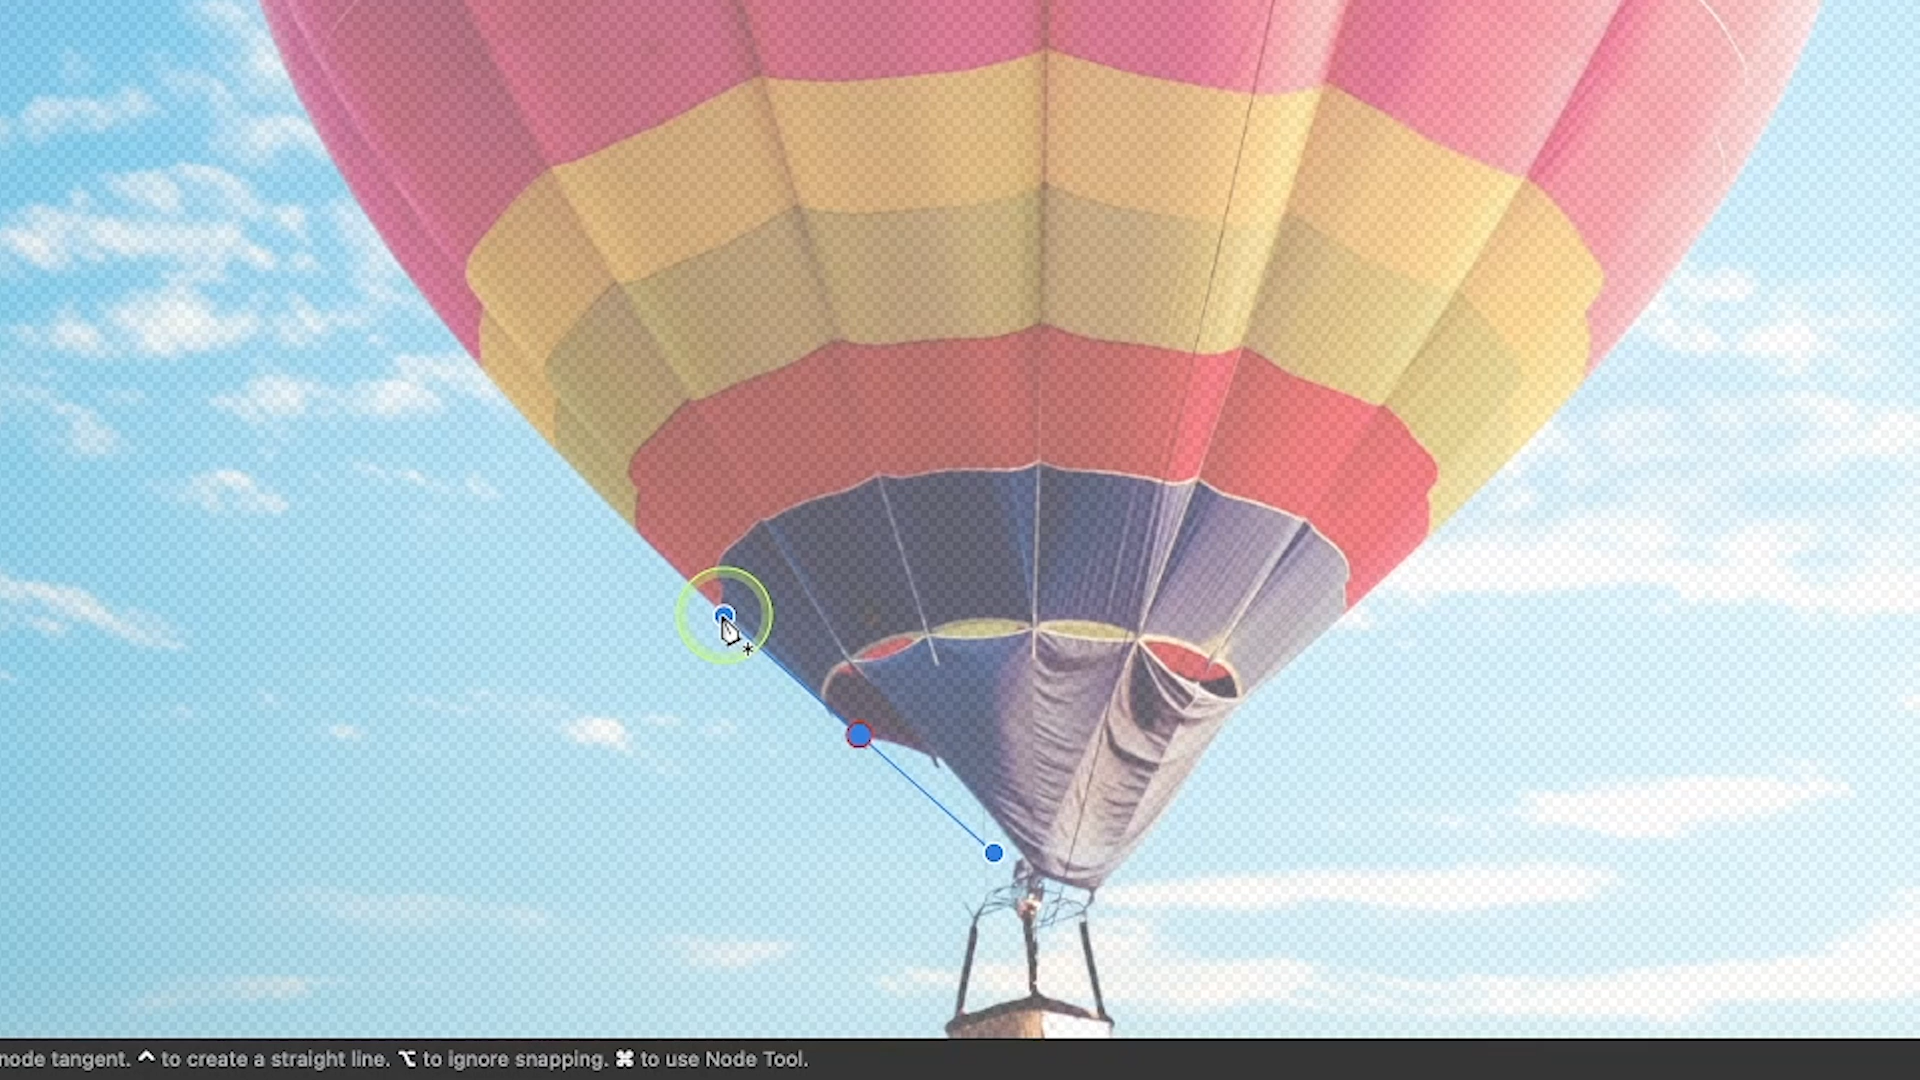 node tangent. ^ to create a straight line. ⌥ to ignore snapping. ⌘ to use Node Tool.